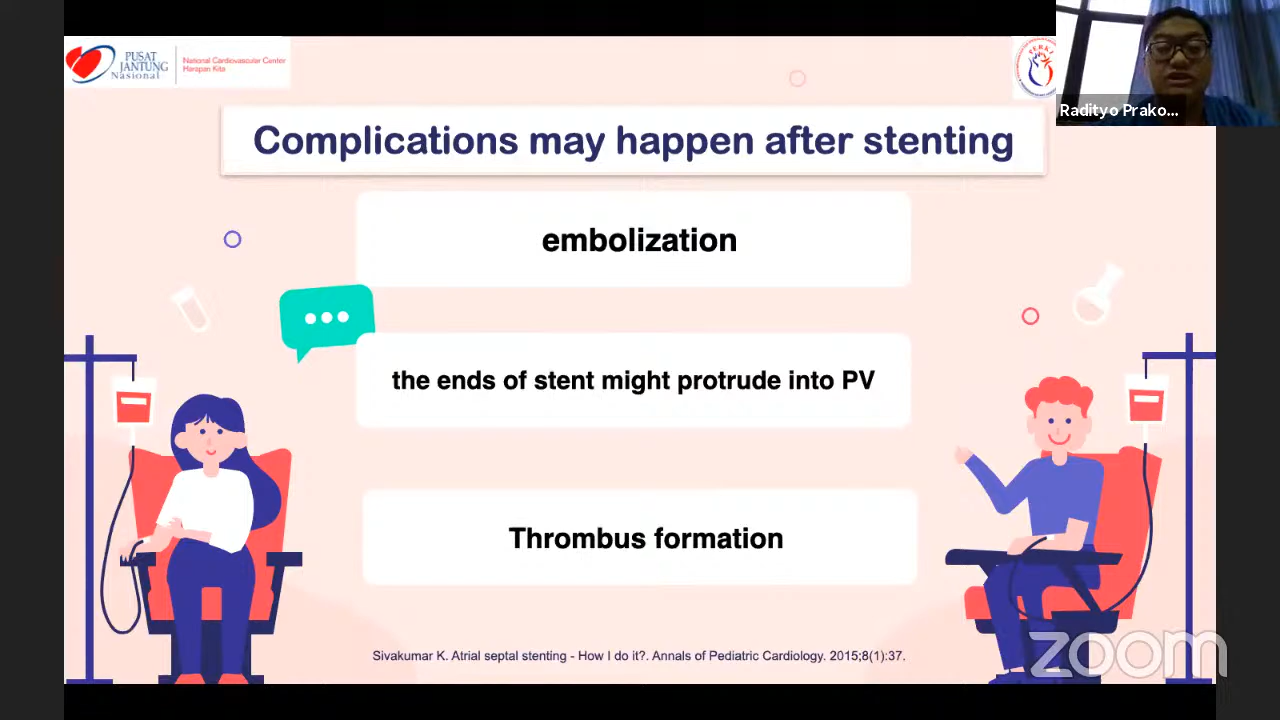 PUSAT
JANTUNG
Nasional
National Cardiovascular Center
Harapan Kita
PERKI
Radityo Prako...
Complications may happen after stenting
embolization
the ends of stent might protrude into PV
Thrombus formation
Sivakumar K. Atrial septal stenting - How I do it?. Annals of Pediatric Cardiology. 2015;8(1):37.
zoom